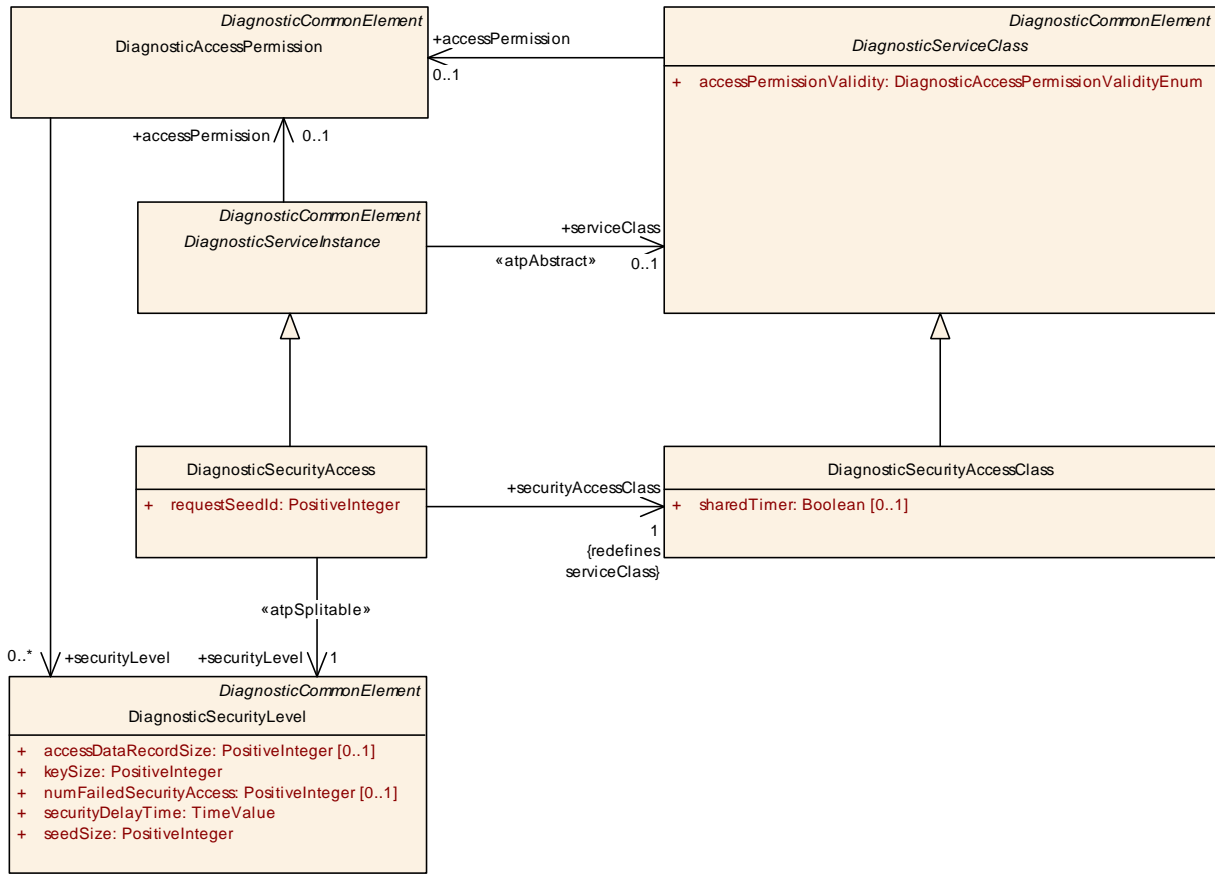 DiagnosticCommonElement
DiagnosticAccessPermission
+accessPermission
0..1
DiagnosticCommonElement
DiagnosticServiceClass
+ accessPermissionValidity: DiagnosticAccessPermissionValidityEnum
+accessPermission
0..1
DiagnosticCommonElement
DiagnosticServiceInstance
+serviceClass
«atpAbstract»
0..1
DiagnosticSecurityAccess
+ requestSeedId: PositiveInteger
+securityAccessClass
1
{redefines
serviceClass}
DiagnosticSecurityAccessClass
+ sharedTimer: Boolean [0..1]
«atpSplitable»
0..*
+securityLevel
+securityLevel
1
DiagnosticCommonElement
DiagnosticSecurityLevel
+ accessDataRecordSize: PositiveInteger [0..1]
+ keySize: PositiveInteger
+ numFailedSecurityAccess: PositiveInteger [0..1]
+ securityDelayTime: TimeValue
+ seedSize: PositiveInteger